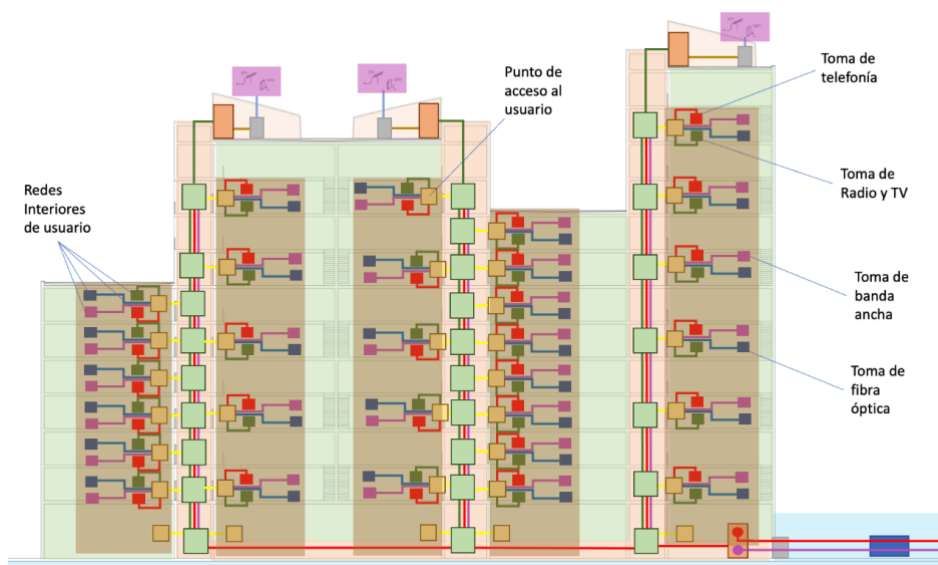 Toma de
telefonía
Punto de
acceso al
usuario
Toma de
Radio y TV
Redes
Interiores
de usuario
Toma de
banda
ancha
Toma de
fibra
óptica